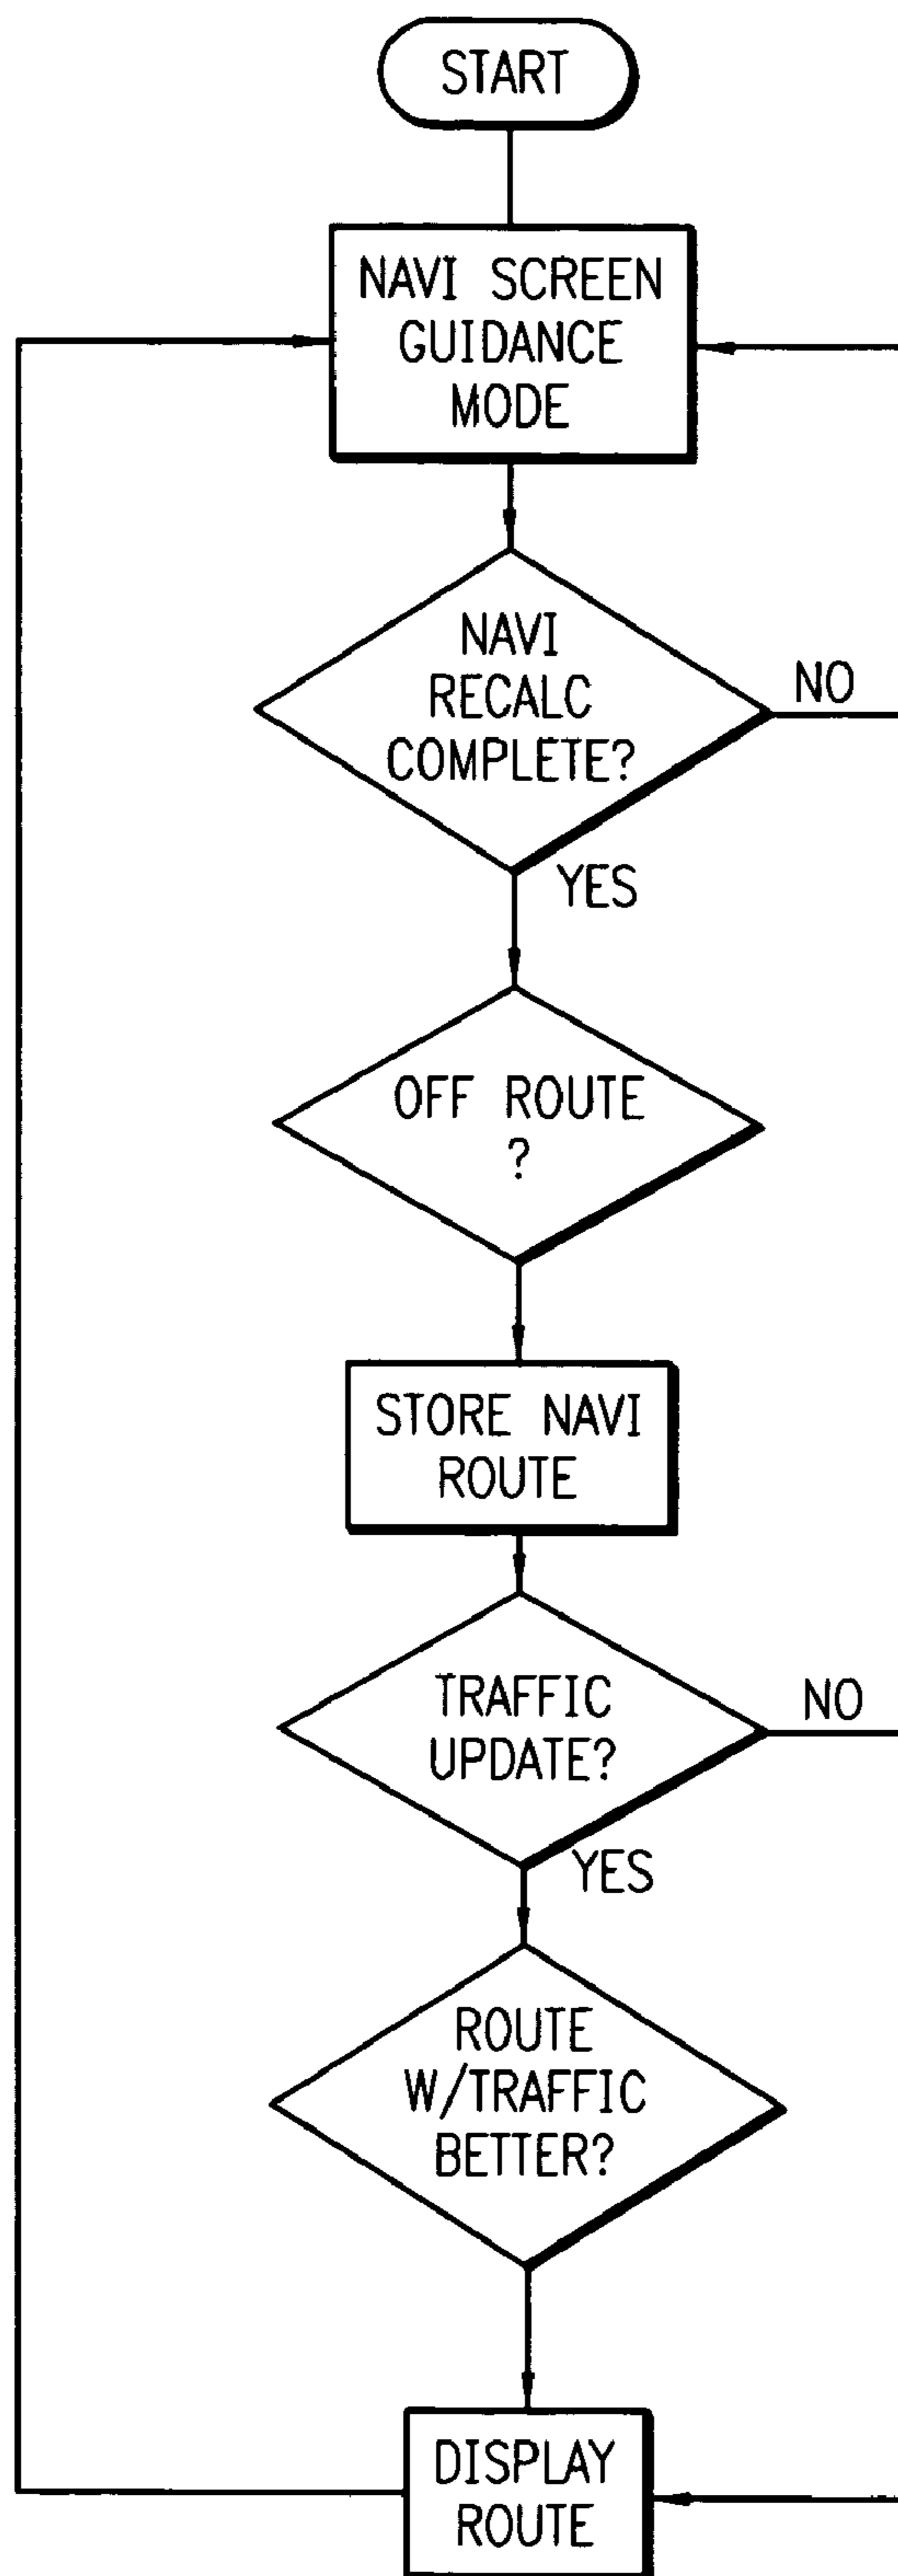 START
NAVI SCREEN
GUIDANCE
MODE
NAVI
RECALC
COMPLETE?
NO
YES
OFF ROUTE
?
STORE NAVI
ROUTE
TRAFFIC
UPDATE?
NO
YES
ROUTE
W/TRAFFIC
BETTER?
DISPLAY
ROUTE